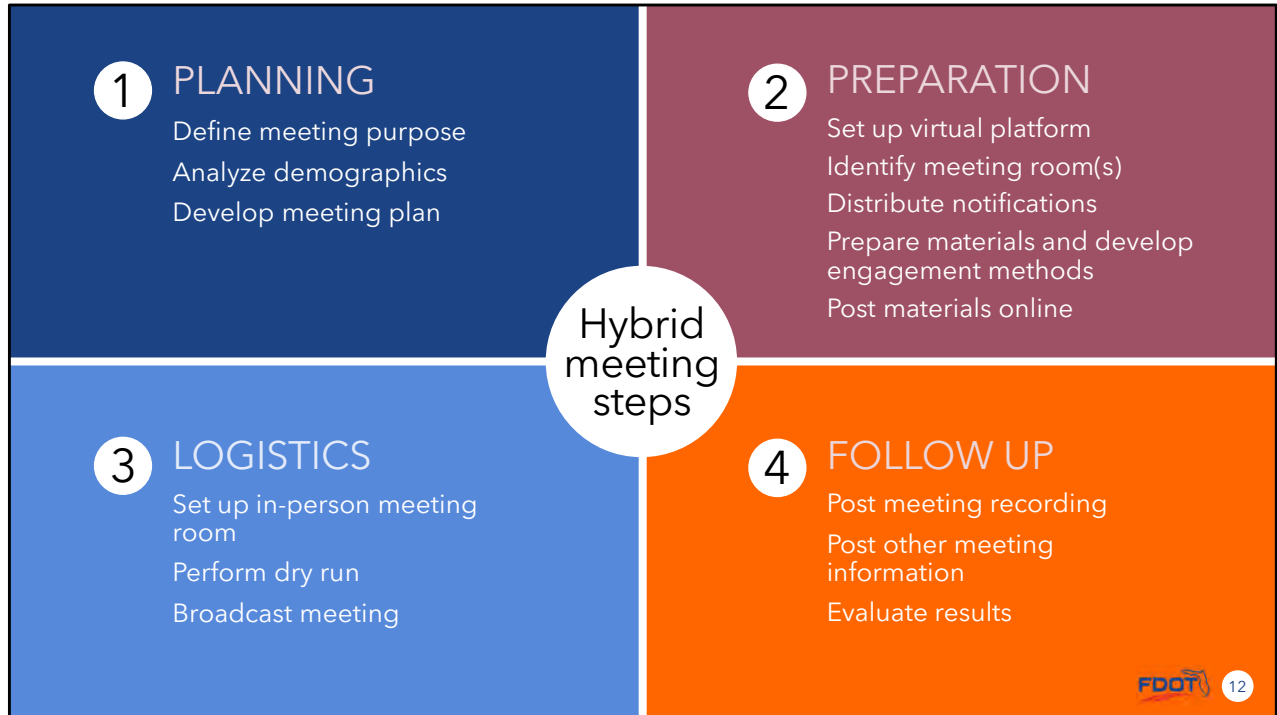 1 PLANNING
Define meeting purpose
Analyze demographics
Develop meeting plan
2 PREPARATION
Set up virtual platform
Identify meeting room(s)
Distribute notifications
Prepare materials and develop
engagement methods
Post materials online
Hybrid
meeting
steps
3 LOGISTICS
Set up in-person meeting
room
Perform dry run
Broadcast meeting
4 FOLLOW UP
Post meeting recording
Post other meeting
information
Evaluate results
FDOT
12